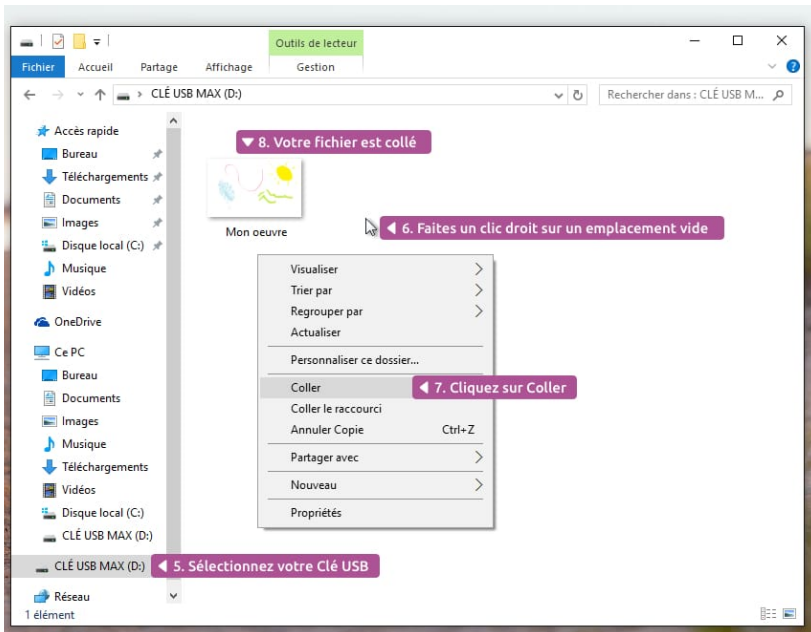 Outils de lecteur
Fichier Accueil Partage Affichage Gestion
CLÉ USB MAX (D:)
Rechercher dans : CLÉ USB M...
Accès rapide
Bureau
Téléchargements
Documents
Images
Disque local (C:)
Musique
Vidéos
OneDrive
Ce PC
Bureau
Documents
Images
Musique
Téléchargements
Vidéos
Disque local (C:)
CLÉ USB MAX (D:)
CLÉ USB MAX (D:)
5. Sélectionnez votre Clé USB
Réseau
1 élément
8. Votre fichier est collé
Mon oeuvre
6. Faites un clic droit sur un emplacement vide
Visualiser
Trier par
Regrouper par
Actualiser
Personnaliser ce dossier...
Coller
7. Cliquez sur Coller
Coller le raccourci
Annuler Copie Ctrl+Z
Partager avec
Nouveau
Propriétés